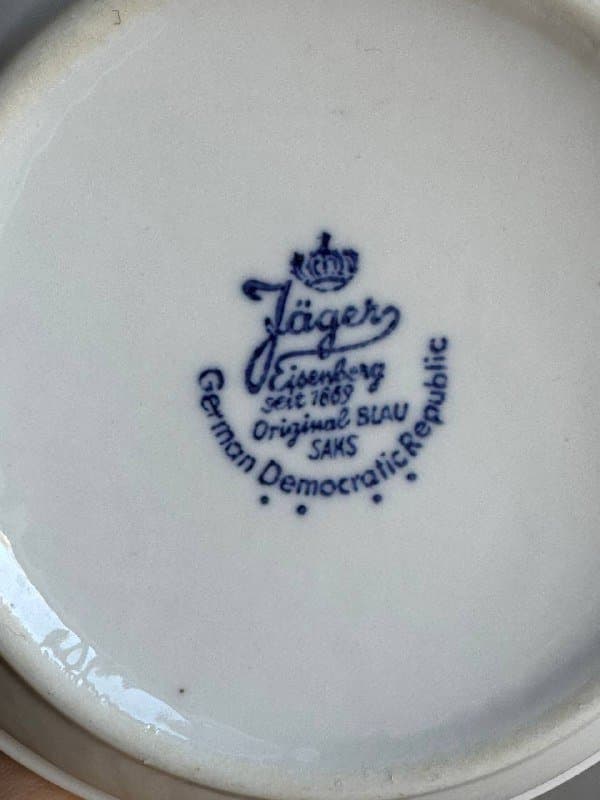 Jäger
Eisenberg
seit 1869
Original BLAU
SAKS
German Democratic Republic